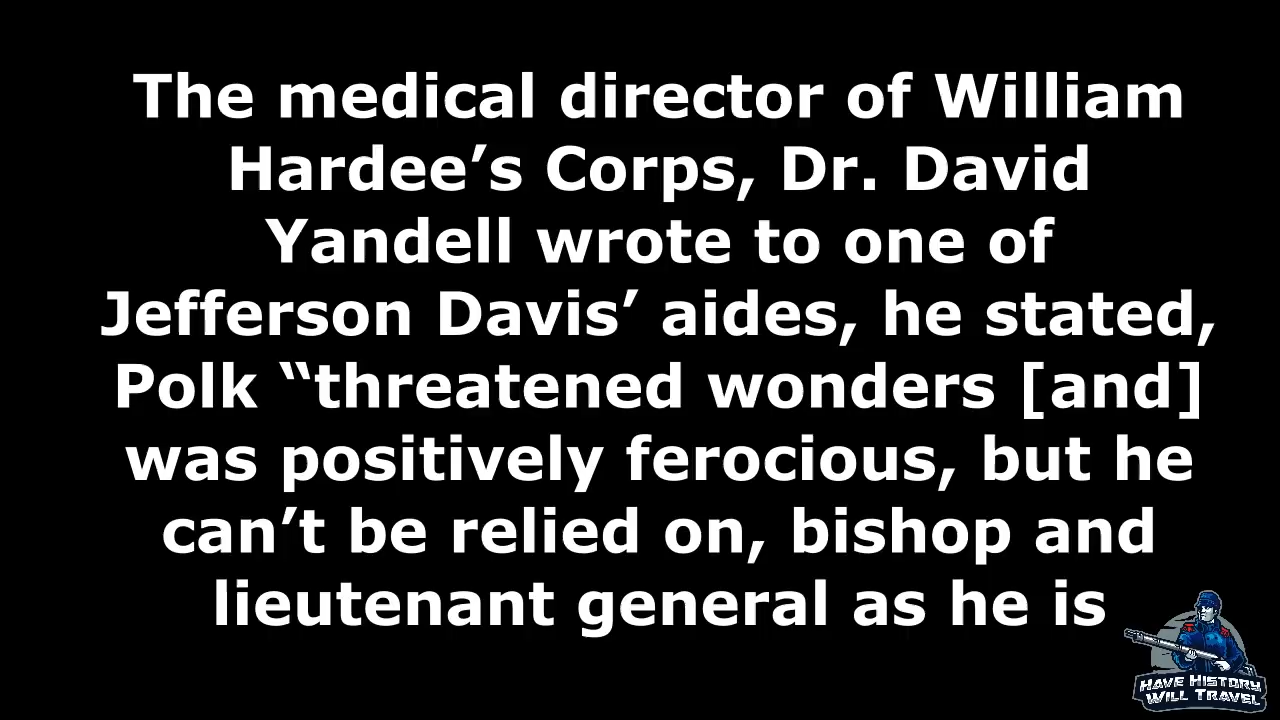 The medical director of William
Hardee’s Corps, Dr. David
Yandell wrote to one of
Jefferson Davis’ aides, he stated,
Polk “threatened wonders [and]
was positively ferocious, but he
can’t be relied on, bishop and
lieutenant general as he is
HAVE HISTORY
WILL TRAVEL